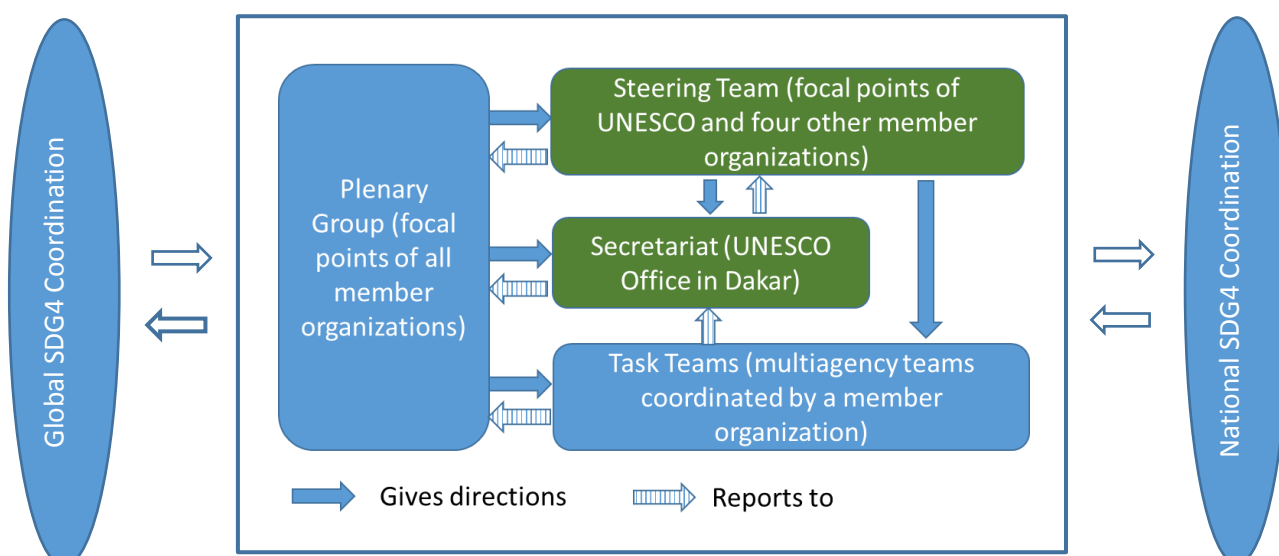 Global SDG4 Coordination
Plenary
Group (focal
points of all
member
organizations)
Steering Team (focal points of
UNESCO and four other member
organizations)
Secretariat (UNESCO
Office in Dakar)
Task Teams (multiagency teams
coordinated by a member
organization)
Gives directions
Reports to
National SDG4 Coordination